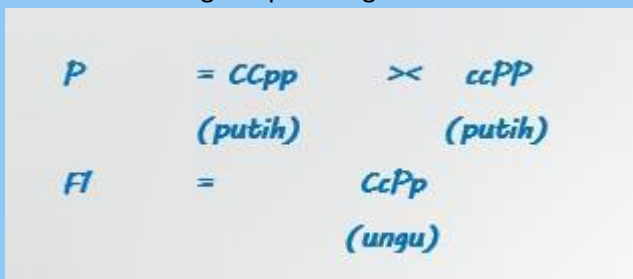 P = CCpp >< ccPP
(putih) (putih)
F1 = CcPp
(ungu)